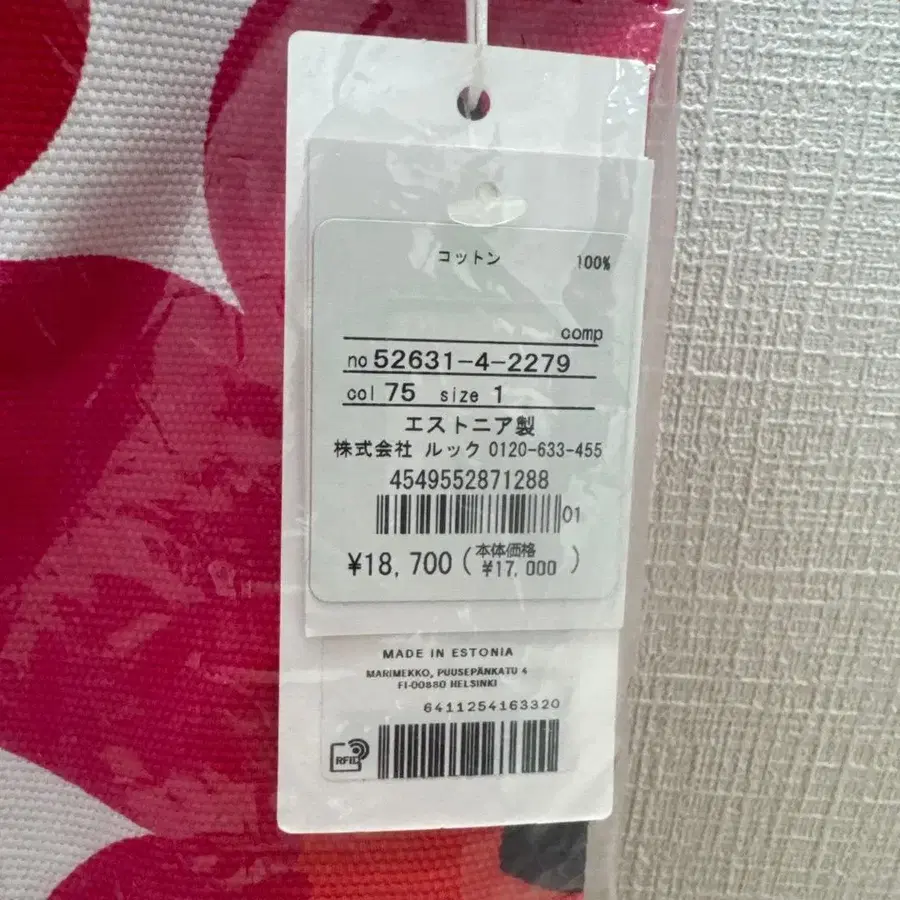 コットン 100%
comp
no 52631-4-2279
col 75 size 1
エストニア製
株式会社 ルック 0120-633-455
4549552871288
01
¥18,700 (本体価格 ¥17,000)
MADE IN ESTONIA
MARIMEKKO, PUUSEPÄNKATU 4
FI-00880 HELSINKI
6411254163320
RFID